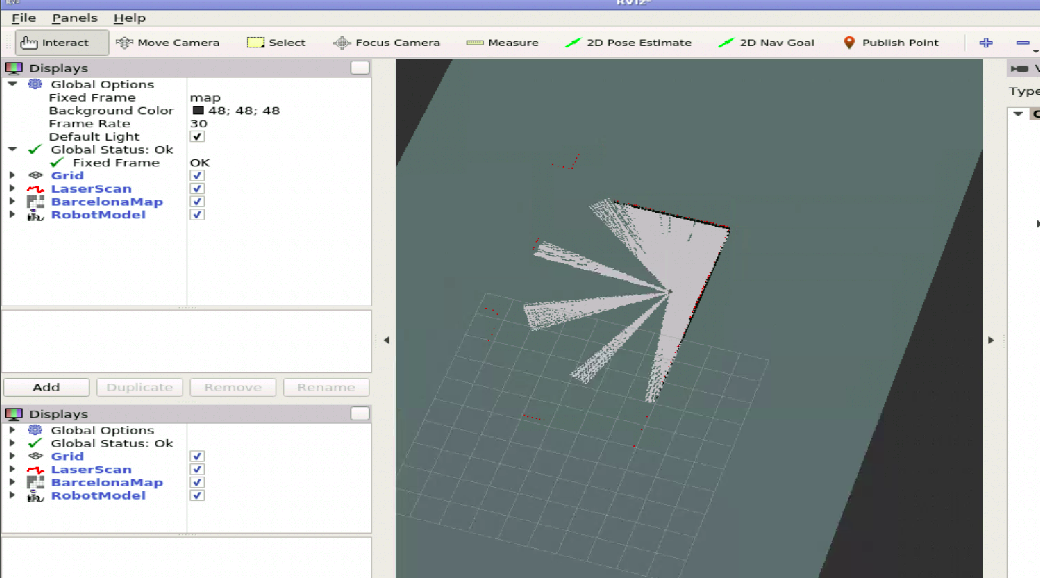 RViz*
File Panels Help
Interact Move Camera Select Focus Camera Measure 2D Pose Estimate 2D Nav Goal Publish Point
Displays
Global Options
Fixed Frame map
Background Color 48; 48; 48
Frame Rate 30
Default Light
Global Status: Ok
Fixed Frame OK
Grid
LaserScan
BarcelonaMap
RobotModel
Add Duplicate Remove Rename
Displays
Global Options
Global Status: Ok
Grid
LaserScan
BarcelonaMap
RobotModel
Type